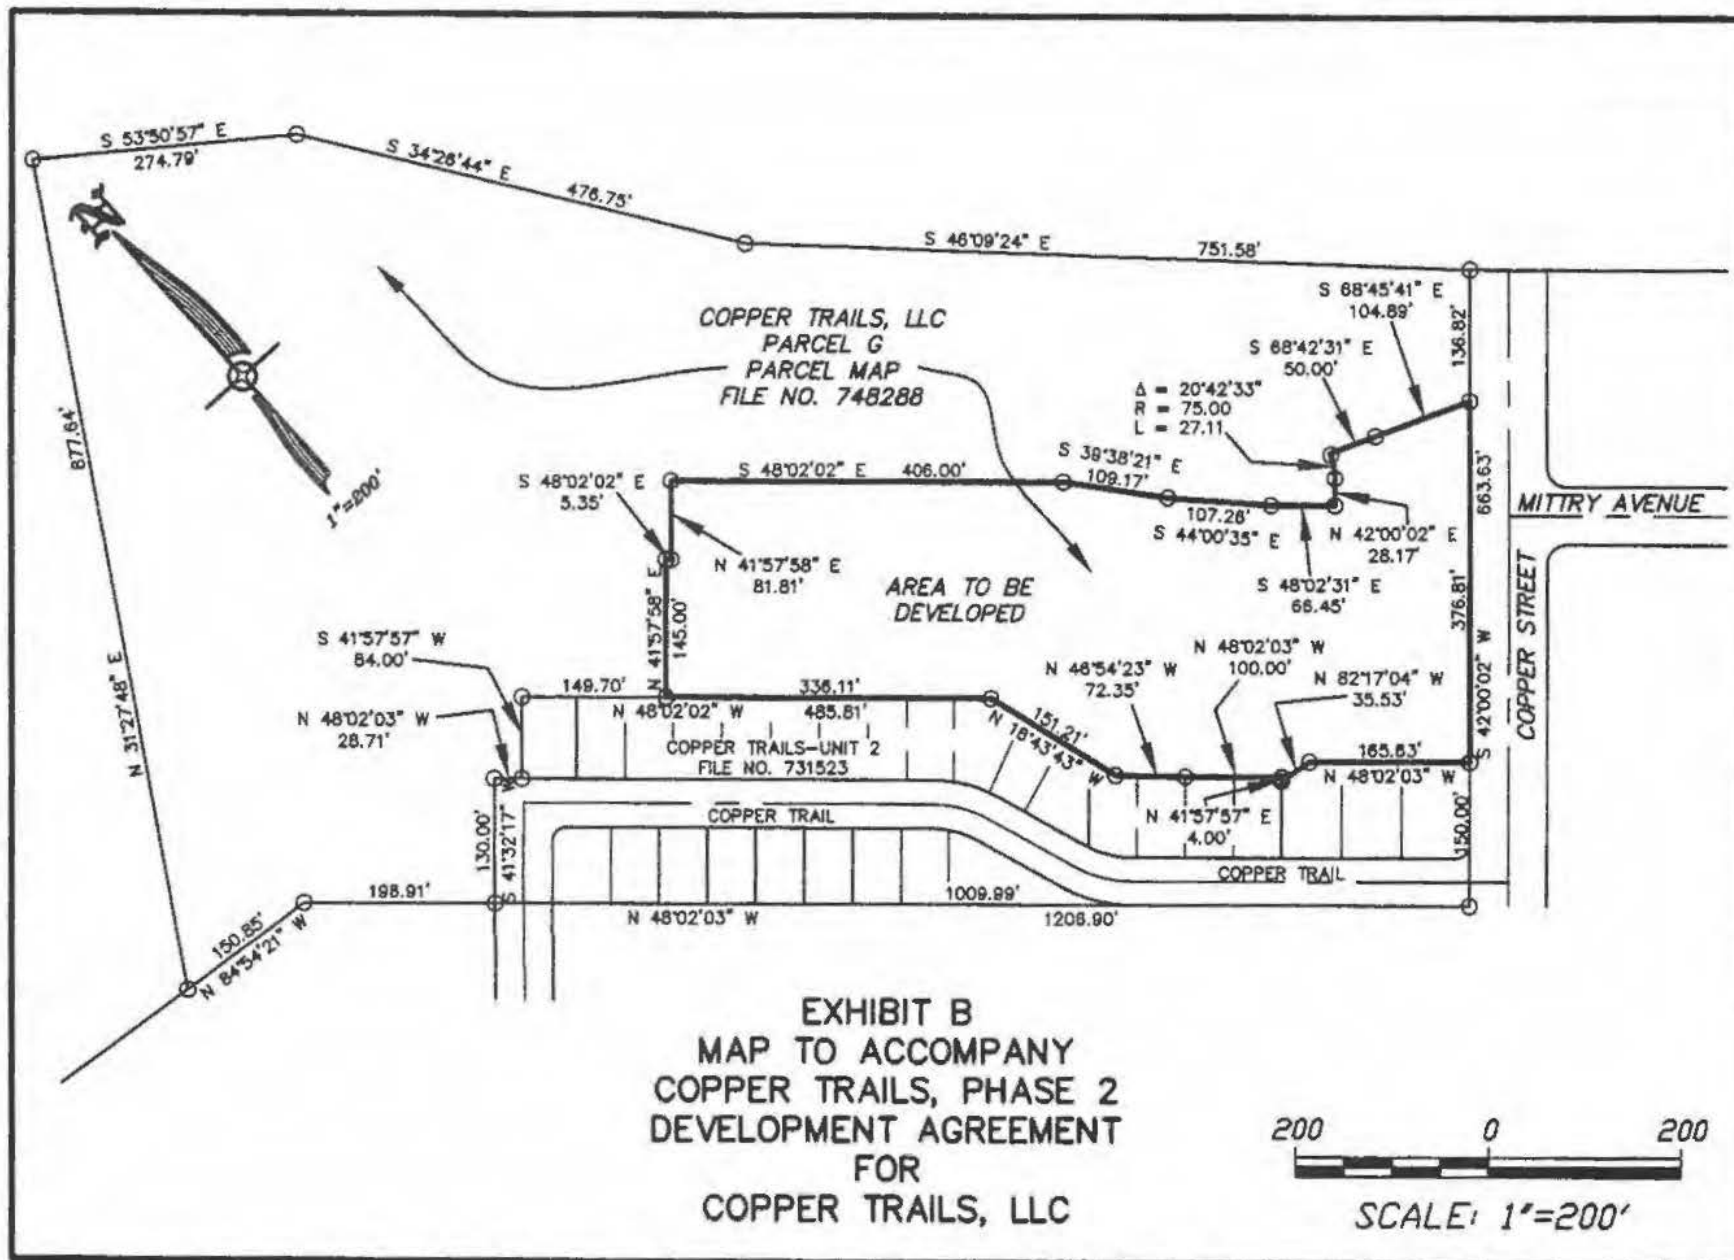 S 53°50'57" E
274.79'
S 34°26'44" E
476.75'
S 46°09'24" E
751.58'
1"=200'
877.64'
N 31°27'48" E
COPPER TRAILS, LLC
PARCEL G
PARCEL MAP
FILE NO. 748288
S 68°45'41" E
104.89'
136.82'
S 68°42'31" E
50.00'
Δ = 20°42'33"
R = 75.00
L = 27.11
S 48°02'02" E
5.35'
S 48°02'02" E
406.00'
S 39°38'21" E
109.17'
107.26'
S 44°00'35" E
N 42°00'02" E
28.17'
S 48°02'31" E
66.45'
663.63'
MITTRY AVENUE
N 41°57'58" E
81.81'
N 41°57'58" E
145.00'
AREA TO BE
DEVELOPED
376.81'
S 42°00'02" W
COPPER STREET
S 41°57'57" W
84.00'
N 48°02'03" W
28.71'
149.70'
336.11'
N 48°02'02" W
485.81'
COPPER TRAILS-UNIT 2
FILE NO. 731523
151.21'
N 18°43'43" W
N 46°54'23" W
72.35'
N 48°02'03" W
100.00'
N 82°17'04" W
35.53'
165.63'
N 48°02'03" W
N 41°57'57" E
4.00'
150.00'
COPPER TRAIL
COPPER TRAIL
130.00'
S 41°32'17" W
198.91'
1009.99'
N 48°02'03" W
1208.90'
150.85'
N 84°54'21" W
EXHIBIT B
MAP TO ACCOMPANY
COPPER TRAILS, PHASE 2
DEVELOPMENT AGREEMENT
FOR
COPPER TRAILS, LLC
200 0 200
SCALE: 1"=200'